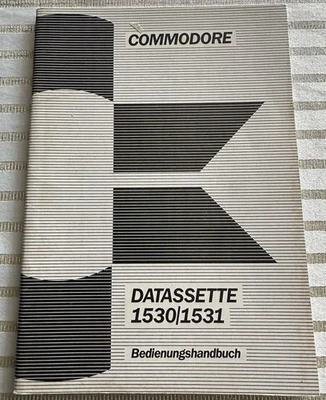 COMMODORE
DATASSETTE
1530/1531
Bedienungshandbuch